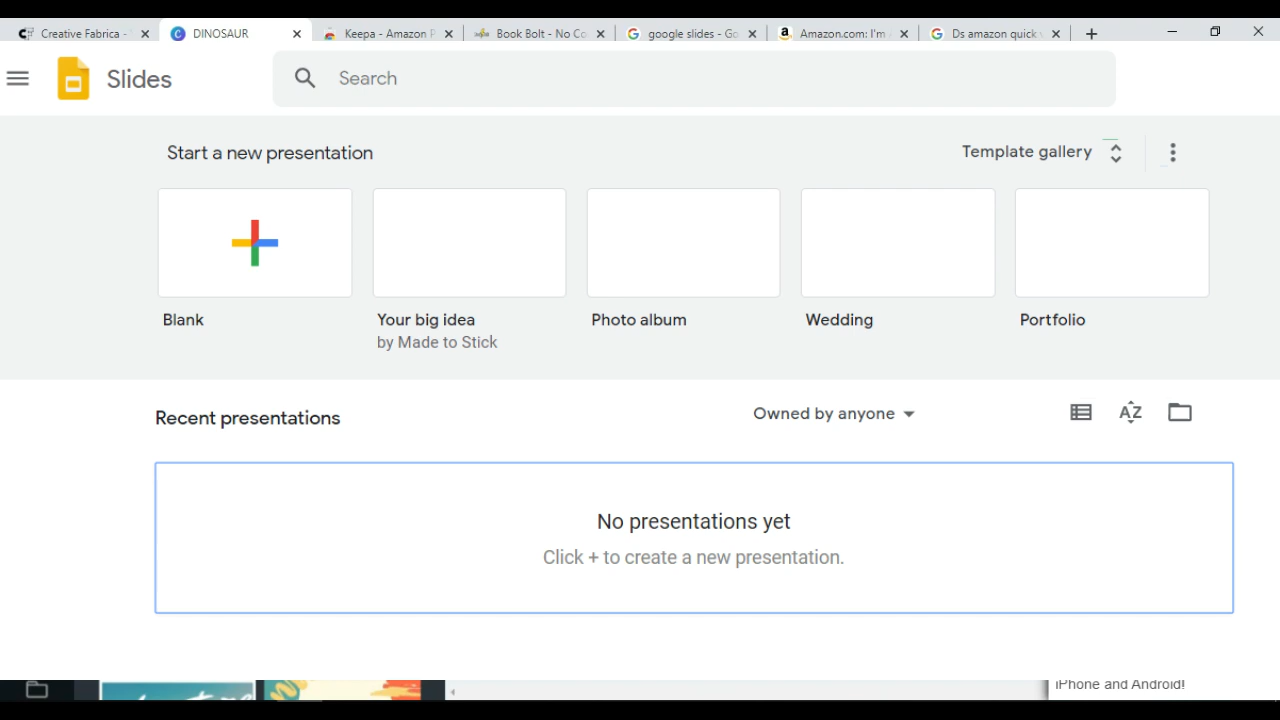 Creative Fabrica -
DINOSAUR
Keepa - Amazon P
Book Bolt - No Co
google slides - Go
Amazon.com: I'm
Ds amazon quick
Slides
Search
Start a new presentation
Template gallery
Blank
Your big idea
by Made to Stick
Photo album
Wedding
Portfolio
Recent presentations
Owned by anyone
AZ
No presentations yet
Click + to create a new presentation.
iPhone and Android!